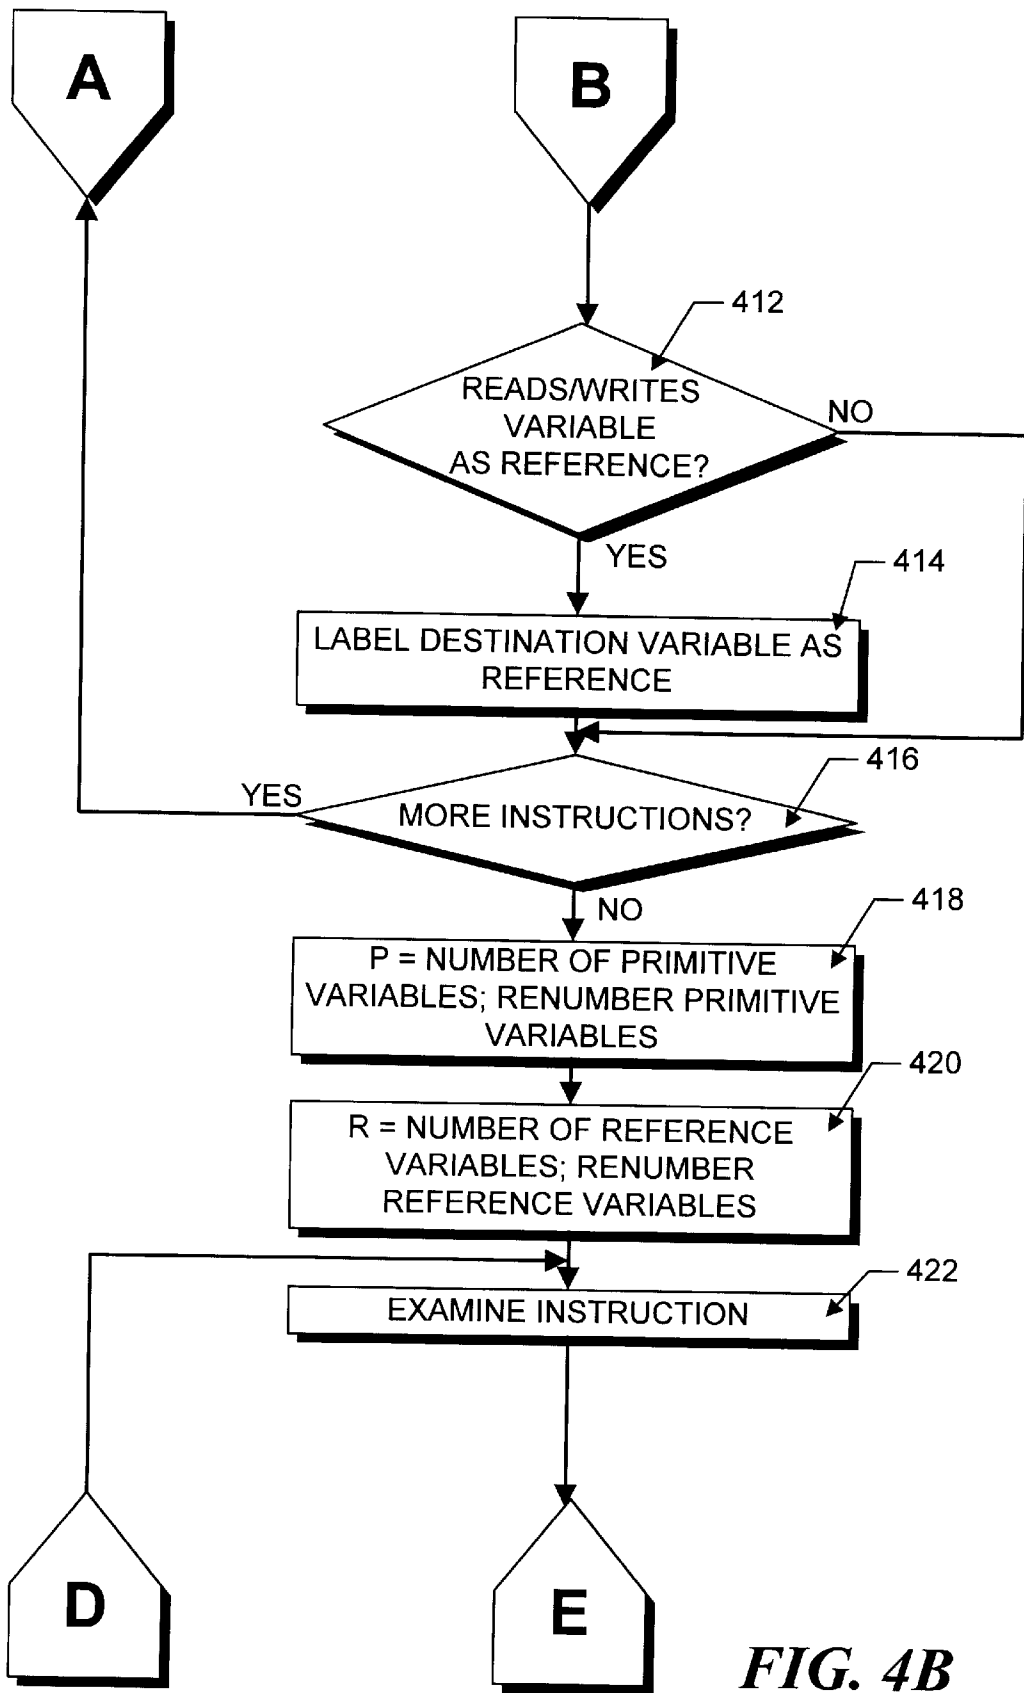 A
B
412
READS/WRITES
VARIABLE
AS REFERENCE?
NO
YES
414
LABEL DESTINATION VARIABLE AS
REFERENCE
416
YES
MORE INSTRUCTIONS?
NO
418
P = NUMBER OF PRIMITIVE
VARIABLES; RENUMBER PRIMITIVE
VARIABLES
420
R = NUMBER OF REFERENCE
VARIABLES; RENUMBER
REFERENCE VARIABLES
422
EXAMINE INSTRUCTION
D
E
FIG. 4B